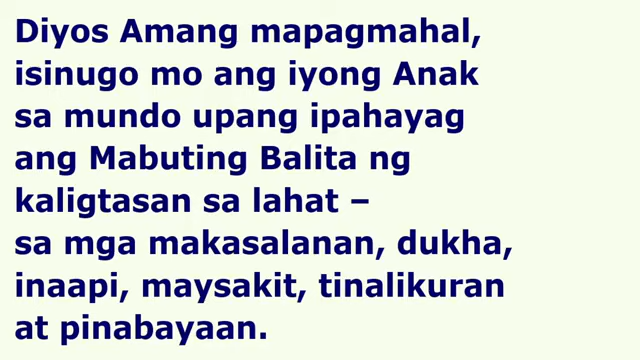 Diyos Amang mapagmahal,
isinugo mo ang iyong Anak
sa mundo upang ipahayag
ang Mabuting Balita ng
kaligtasan sa lahat –
sa mga makasalanan, dukha,
inaapi, maysakit, tinalikuran
at pinabayaan.